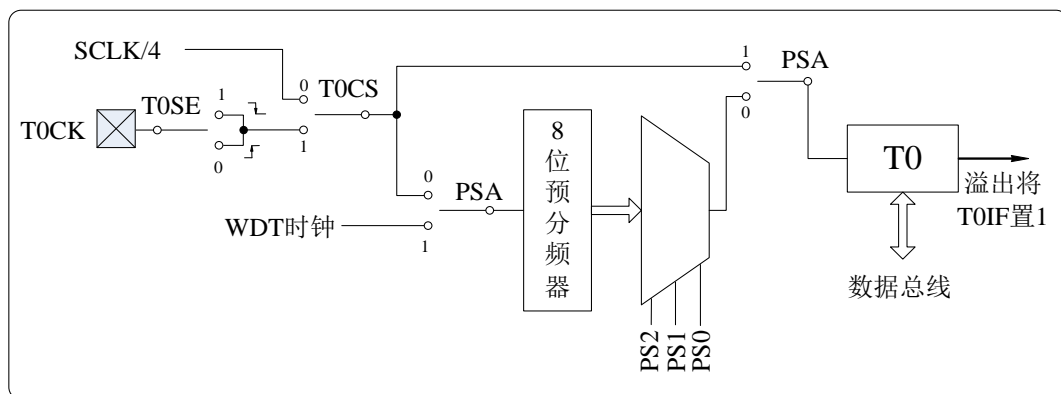 SCLK/4
T0CK
T0SE
1
0
0
1
T0CS
0
1
PSA
WDT时钟
8位预分频器
PS2
PS1
PS0
1
0
PSA
T0
溢出将
T0IF置1
数据总线